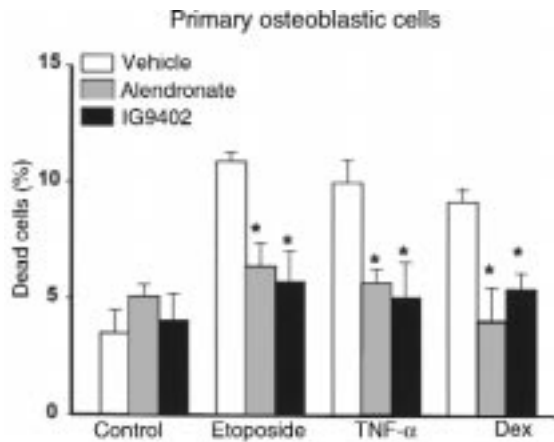 Primary osteoblastic cells
15
Vehicle
Alendronate
IG9402
10
Dead cells (%)
* *
* *
* *
5
0
Control Etoposide TNF-α Dex